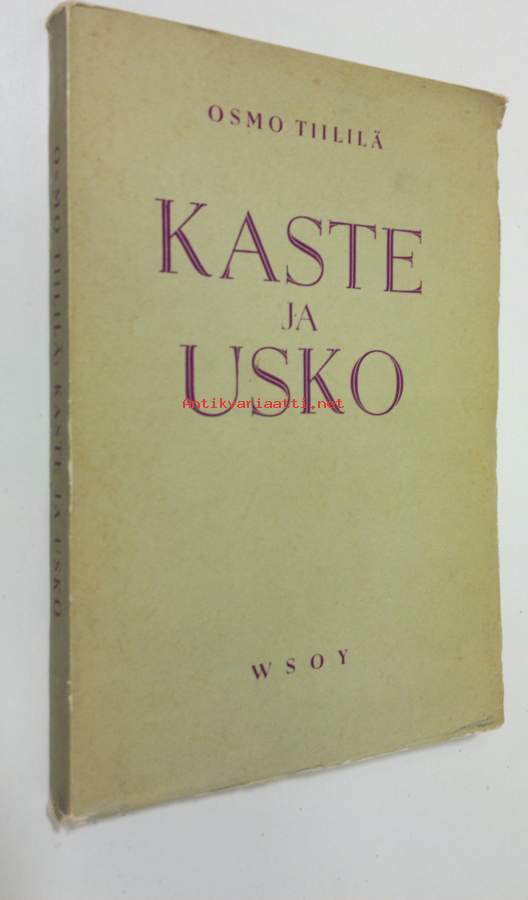 OSMO TIILILÄ
KASTE
JA
USKO
Antikvariaatti.net
WSOY
OSMO TIILILÄ: KASTE JA USKO